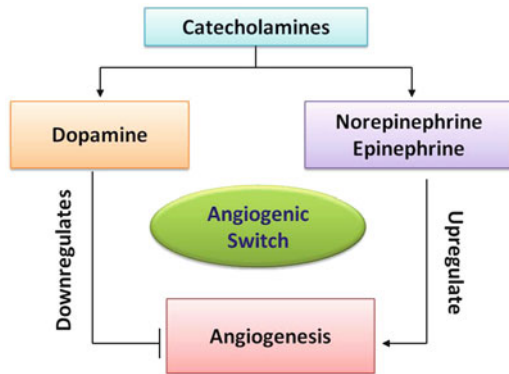 Catecholamines
Dopamine
Norepinephrine
Epinephrine
Downregulates
Angiogenic
Switch
Upregulate
Angiogenesis